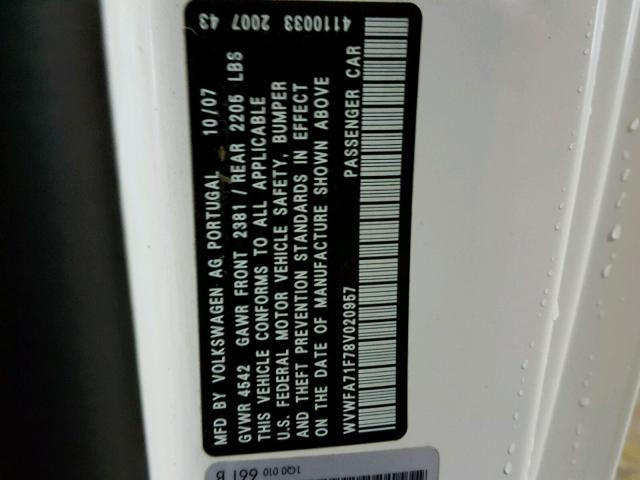 4110033 2007 43
MFD BY VOLKSWAGEN AG PORTUGAL 10/07
GVWR 4542 GAWR FRONT 2381 / REAR 2205 LBS
THIS VEHICLE CONFORMS TO ALL APPLICABLE
U.S. FEDERAL MOTOR VEHICLE SAFETY, BUMPER
AND THEFT PREVENTION STANDARDS IN EFFECT
ON THE DATE OF MANUFACTURE SHOWN ABOVE
WVWFA71F78V020957 PASSENGER CAR
1Q0 010 661 B